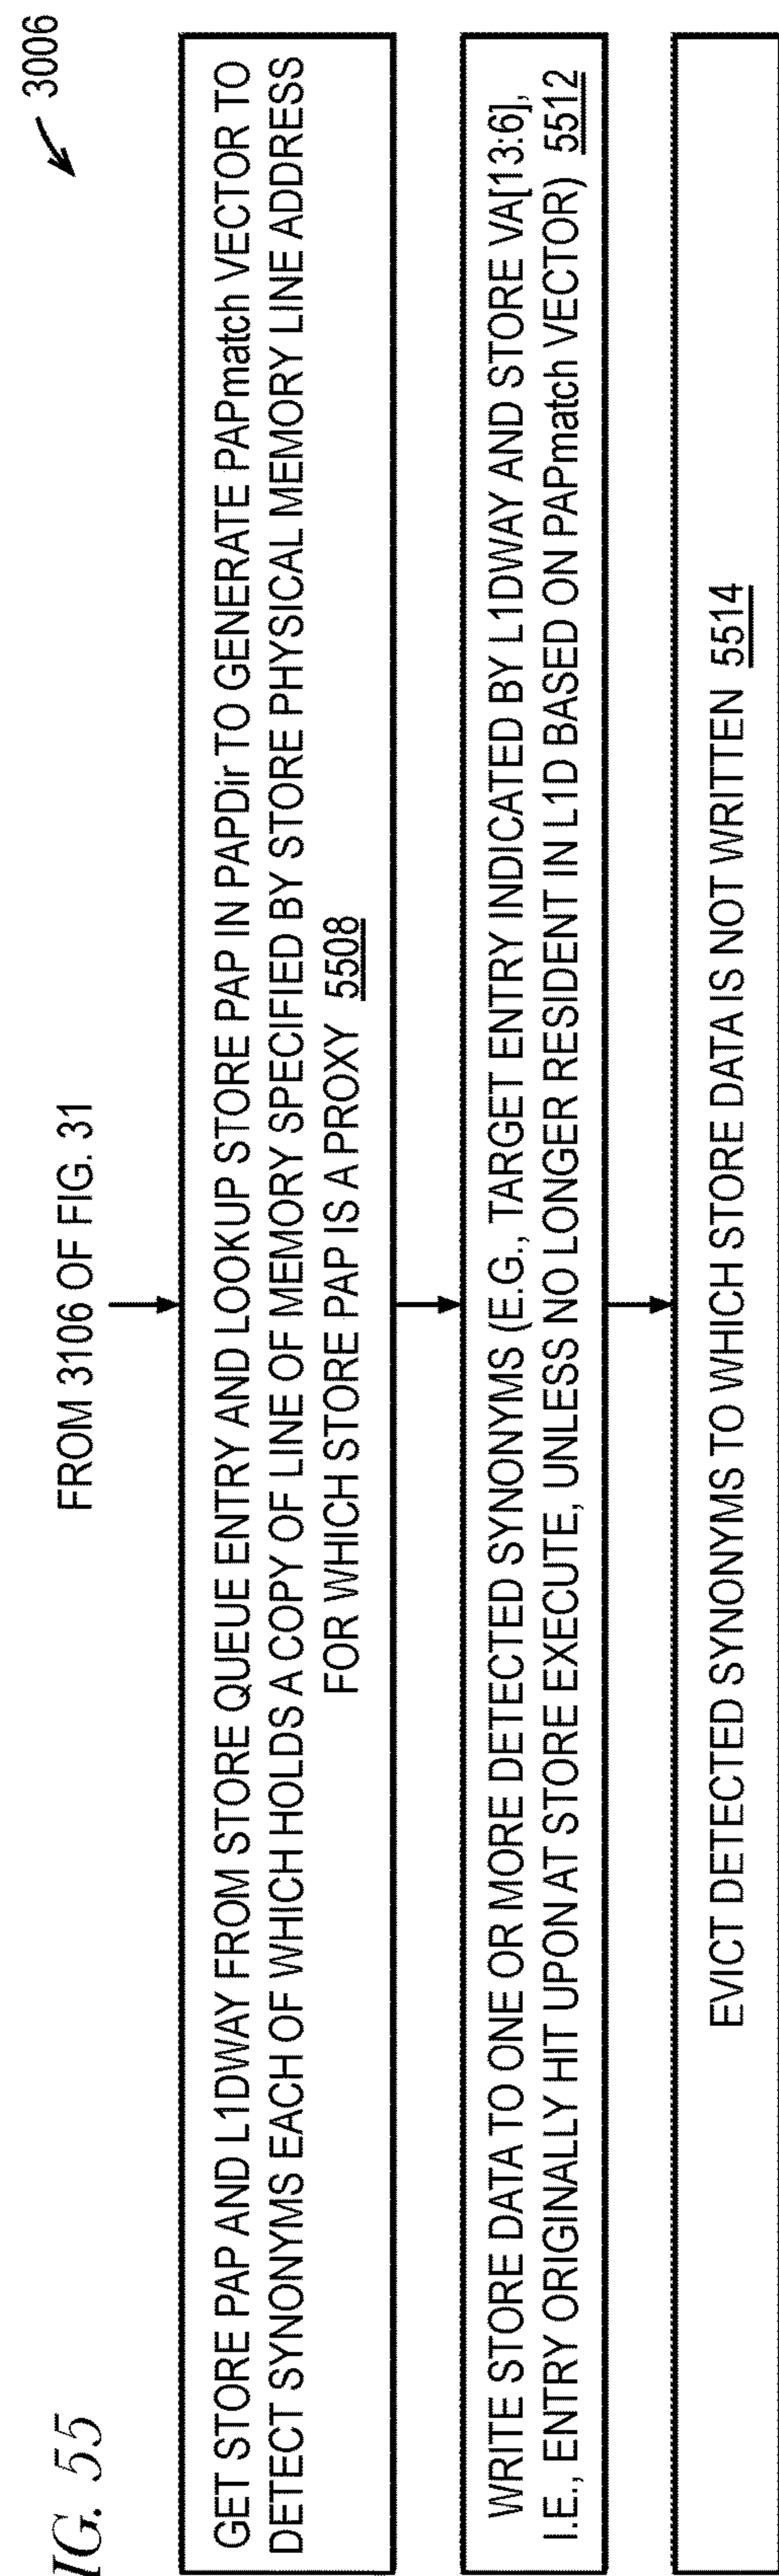 IG. 55
3006
FROM 3106 OF FIG. 31
GET STORE PAP AND L1DWAY FROM STORE QUEUE ENTRY AND LOOKUP STORE PAP IN PAPDir TO GENERATE PAPmatch VECTOR TO
DETECT SYNONYMS EACH OF WHICH HOLDS A COPY OF LINE OF MEMORY SPECIFIED BY STORE PHYSICAL MEMORY LINE ADDRESS
FOR WHICH STORE PAP IS A PROXY 5508
WRITE STORE DATA TO ONE OR MORE DETECTED SYNONYMS (E.G., TARGET ENTRY INDICATED BY L1DWAY AND STORE VA[13:6],
I.E., ENTRY ORIGINALLY HIT UPON AT STORE EXECUTE, UNLESS NO LONGER RESIDENT IN L1D BASED ON PAPmatch VECTOR) 5512
EVICT DETECTED SYNONYMS TO WHICH STORE DATA IS NOT WRITTEN 5514